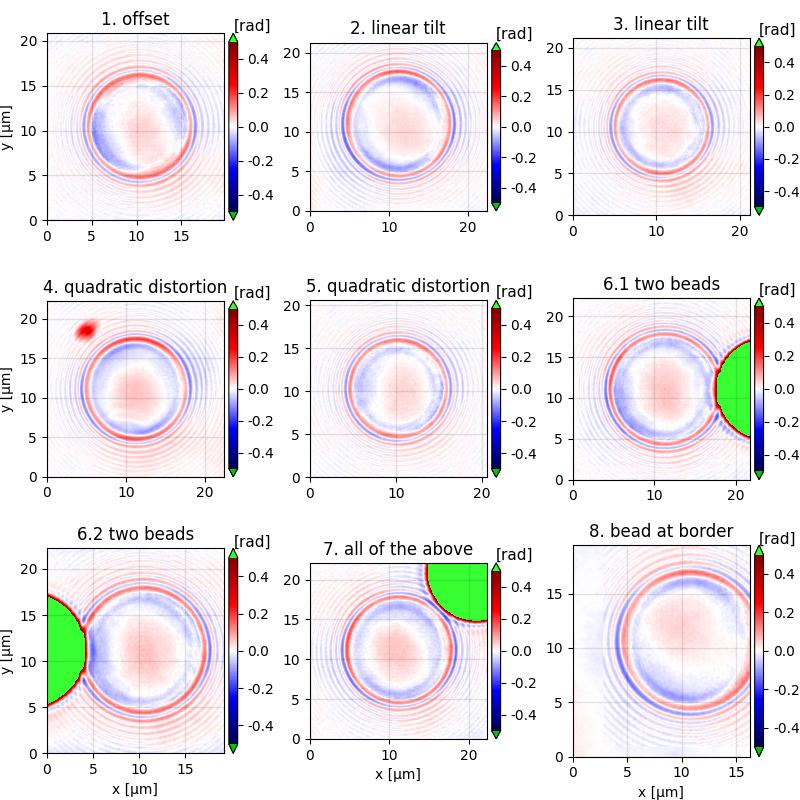 1. offset
[rad]
2. linear tilt
[rad]
3. linear tilt
[rad]
20
15
10
5
0
y [µm]
0 5 10 15
0.4
0.2
0.0
-0.2
-0.4
20
15
10
5
0
0 10 20
0.4
0.2
0.0
-0.2
-0.4
20
15
10
5
0
0 10 20
0.4
0.2
0.0
-0.2
-0.4
4. quadratic distortion
[rad]
5. quadratic distortion
[rad]
6.1 two beads
[rad]
20
15
10
5
0
y [µm]
0 10 20
0.4
0.2
0.0
-0.2
-0.4
20
15
10
5
0
0 10 20
0.4
0.2
0.0
-0.2
-0.4
20
15
10
5
0
0 10 20
0.4
0.2
0.0
-0.2
-0.4
6.2 two beads
[rad]
7. all of the above
[rad]
8. bead at border
[rad]
20
15
10
5
0
y [µm]
0 5 10 15
x [µm]
0.4
0.2
0.0
-0.2
-0.4
20
15
10
5
0
0 10 20
x [µm]
0.4
0.2
0.0
-0.2
-0.4
15
10
5
0
0 5 10 15
x [µm]
0.4
0.2
0.0
-0.2
-0.4